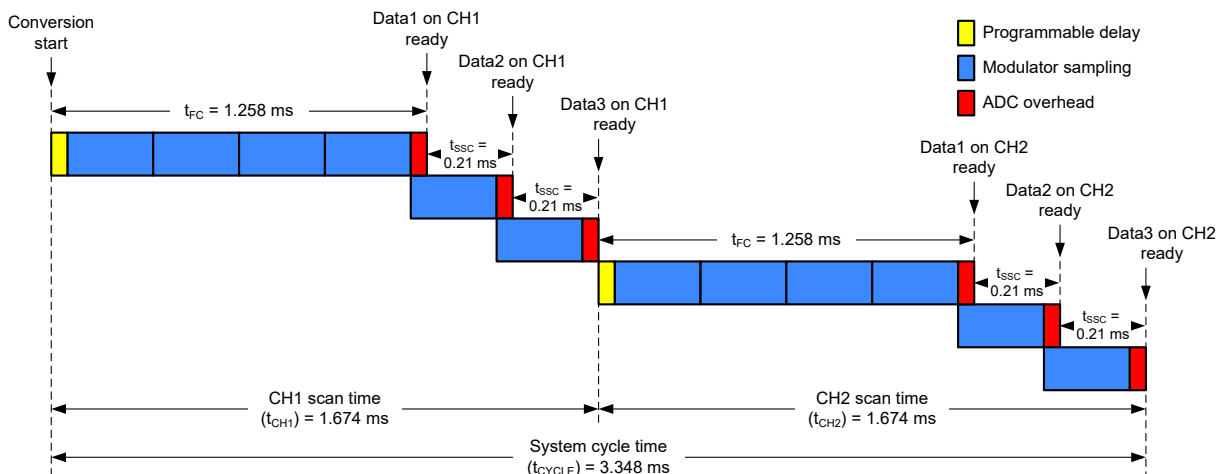 Conversion
start
Data1 on CH1
ready
Data2 on CH1
ready
Data3 on CH1
ready
Programmable delay
Modulator sampling
ADC overhead
tFC = 1.258 ms
tSSC =
0.21 ms
tSSC =
0.21 ms
Data1 on CH2
ready
Data2 on CH2
ready
Data3 on CH2
ready
tFC = 1.258 ms
tSSC =
0.21 ms
tSSC =
0.21 ms
CH1 scan time
(tCH1) = 1.674 ms
CH2 scan time
(tCH2) = 1.674 ms
System cycle time
(tCYCLE) = 3.348 ms